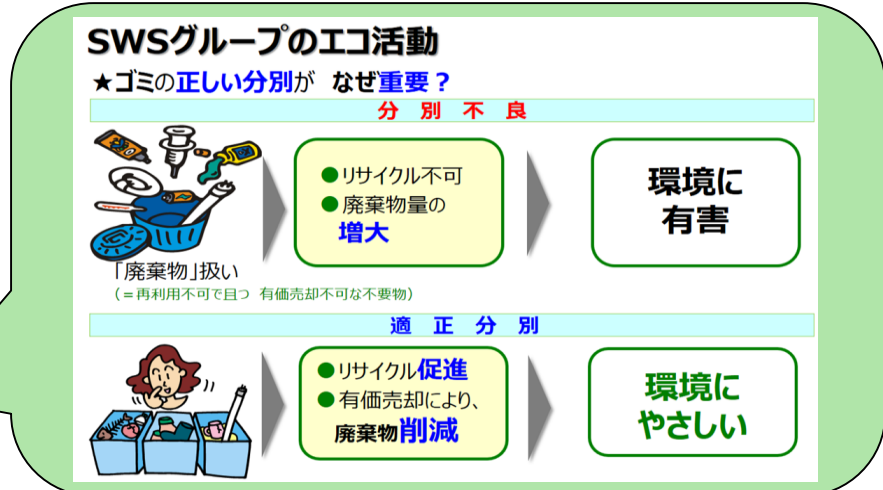 SWSグループのエコ活動
★ゴミの正しい分別が なぜ重要?
分 別 不 良
●リサイクル不可
●廃棄物量の
増大
環境に
有害
「廃棄物」扱い
(=再利用不可で且つ 有価売却不可な不要物)
適 正 分 別
●リサイクル促進
●有価売却により、
廃棄物削減
環境に
やさしい